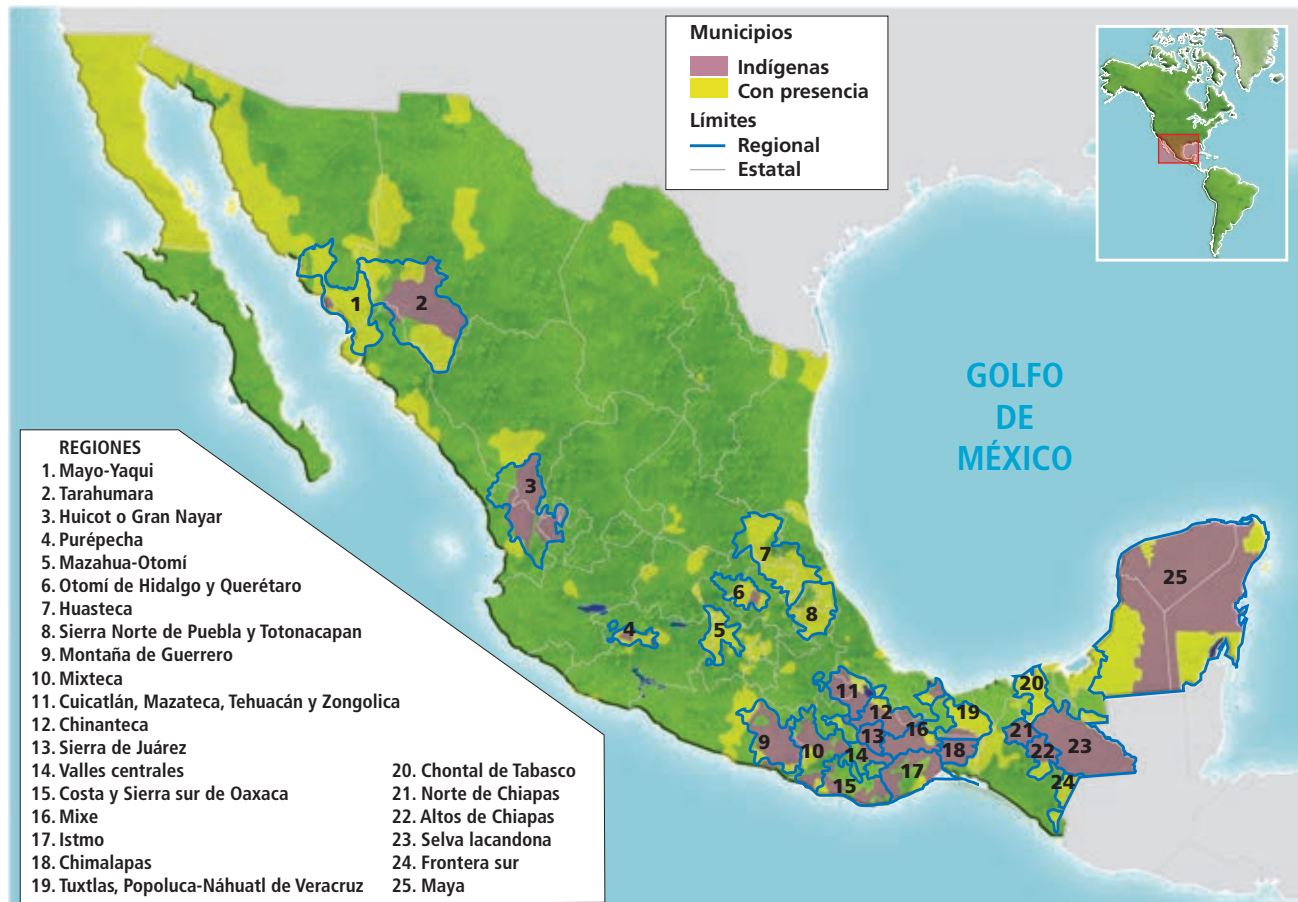 Municipios
Indígenas
Con presencia
Límites
Regional
Estatal
GOLFO
DE
MÉXICO
1
2
3
4
5
6
7
8
9
10
11
12
13
14
15
16
17
18
19
20
21
22
23
24
25
REGIONES
1. Mayo-Yaqui
2. Tarahumara
3. Huicot o Gran Nayar
4. Purépecha
5. Mazahua-Otomí
6. Otomí de Hidalgo y Querétaro
7. Huasteca
8. Sierra Norte de Puebla y Totonacapan
9. Montaña de Guerrero
10. Mixteca
11. Cuicatlán, Mazateca, Tehuacán y Zongolica
12. Chinanteca
13. Sierra de Juárez
14. Valles centrales
15. Costa y Sierra sur de Oaxaca
16. Mixe
17. Istmo
18. Chimalapas
19. Tuxtlas, Popoluca-Náhuatl de Veracruz
20. Chontal de Tabasco
21. Norte de Chiapas
22. Altos de Chiapas
23. Selva lacandona
24. Frontera sur
25. Maya